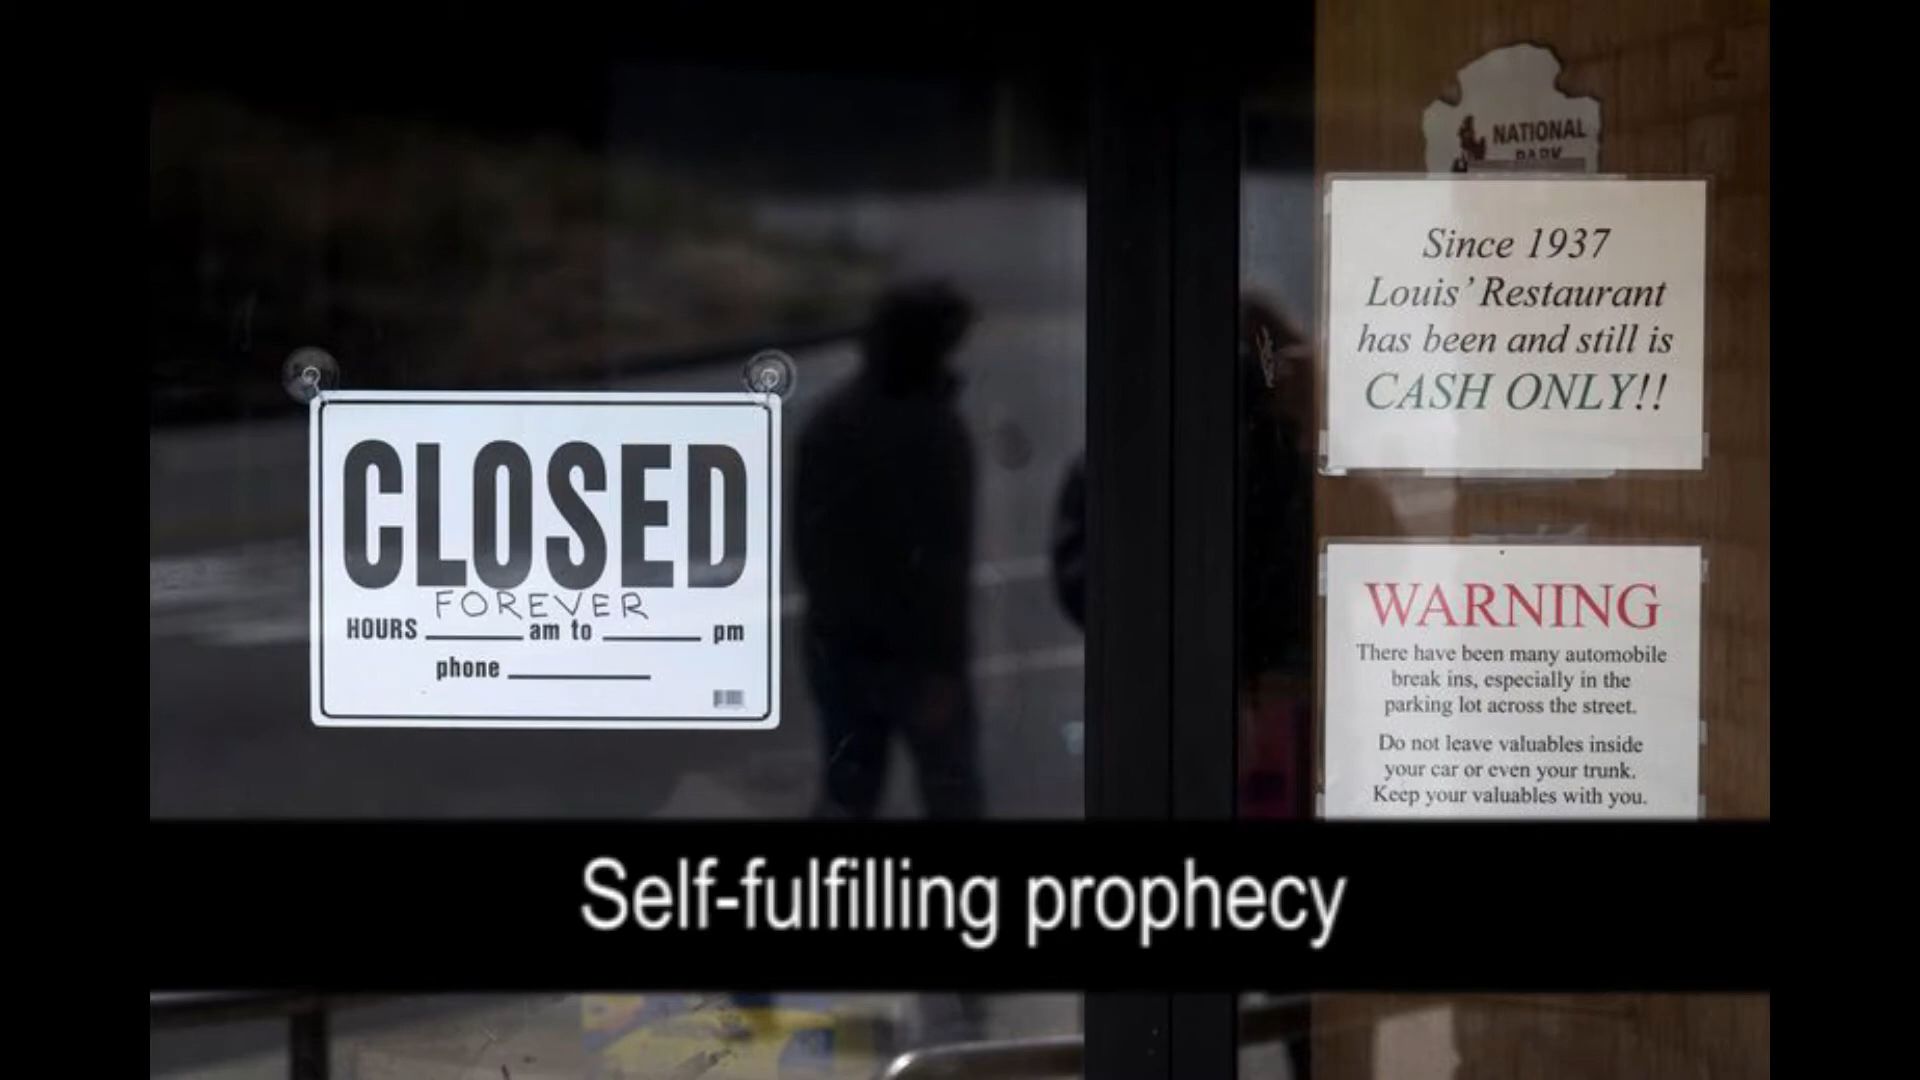 CLOSED
FOREVER
HOURS am to pm
phone
NATIONAL
PARK
Since 1937
Louis' Restaurant
has been and still is
CASH ONLY!!
WARNING
There have been many automobile
break ins, especially in the
parking lot across the street.
Do not leave valuables inside
your car or even your trunk.
Keep your valuables with you.
Self-fulfilling prophecy